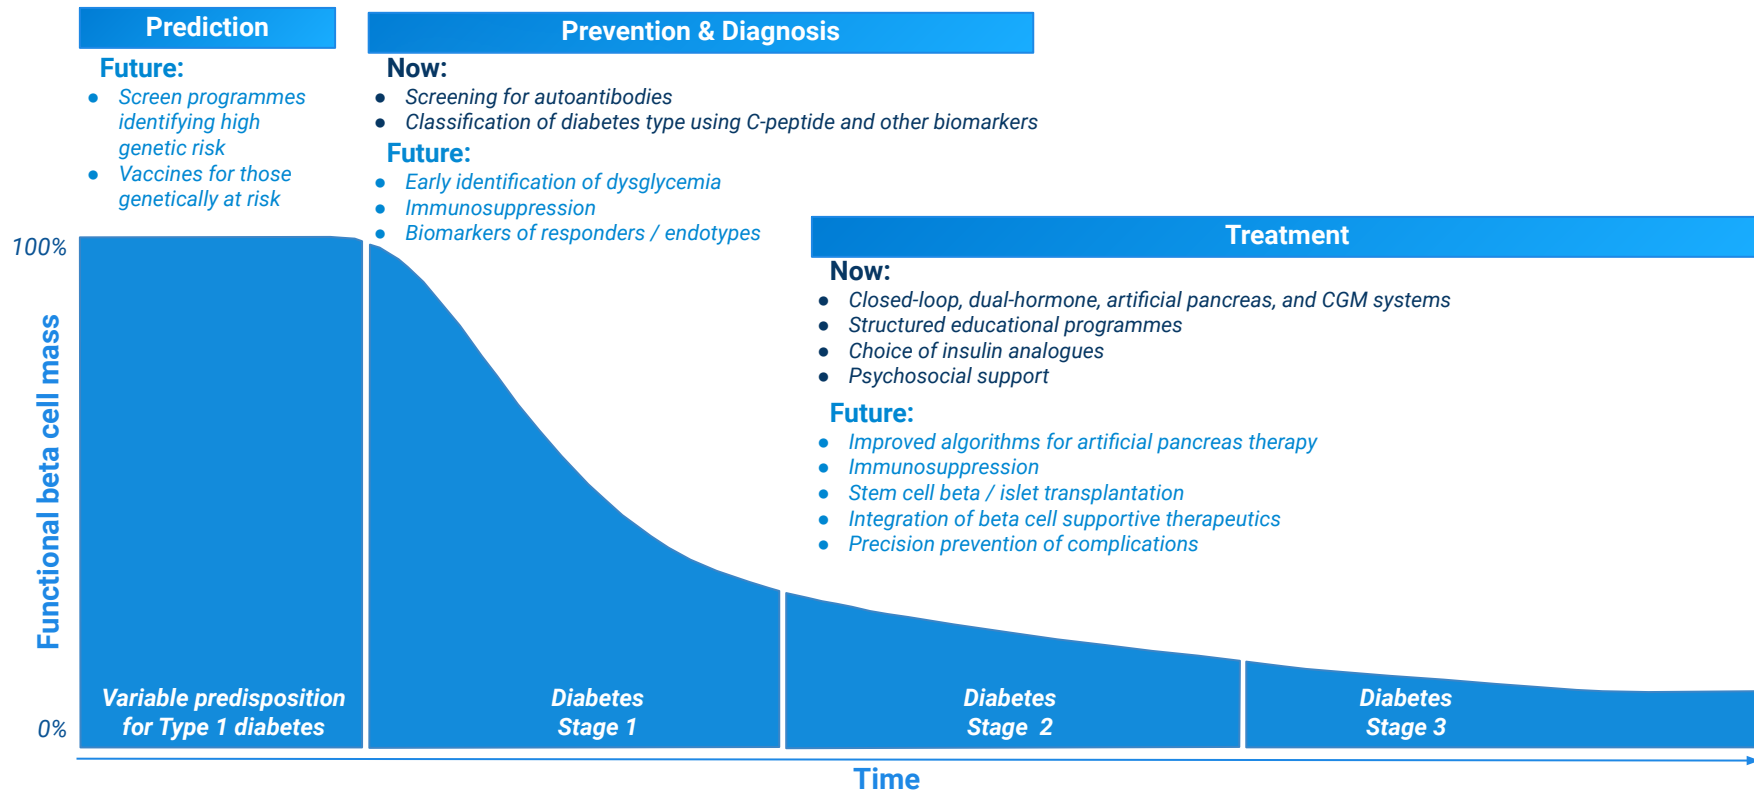 Prediction
Future:
● Screen programmes
identifying high
genetic risk
● Vaccines for those
genetically at risk
Prevention & Diagnosis
Now:
● Screening for autoantibodies
● Classification of diabetes type using C-peptide and other biomarkers
Future:
● Early identification of dysglycemia
● Immunosuppression
● Biomarkers of responders / endotypes
Treatment
Now:
● Closed-loop, dual-hormone, artificial pancreas, and CGM systems
● Structured educational programmes
● Choice of insulin analogues
● Psychosocial support
Future:
● Improved algorithms for artificial pancreas therapy
● Immunosuppression
● Stem cell beta / islet transplantation
● Integration of beta cell supportive therapeutics
● Precision prevention of complications
100%
Functional beta cell mass
0%
Variable predisposition
for Type 1 diabetes
Diabetes
Stage 1
Diabetes
Stage 2
Diabetes
Stage 3
Time